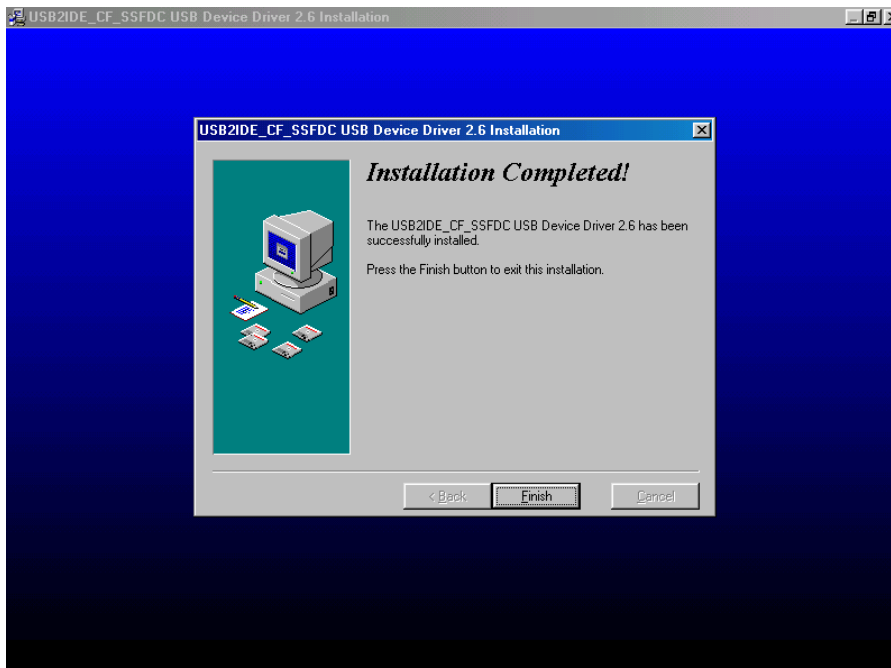 USB2IDE_CF_SSFDC USB Device Driver 2.6 Installation
USB2IDE_CF_SSFDC USB Device Driver 2.6 Installation
Installation Completed!
The USB2IDE_CF_SSFDC USB Device Driver 2.6 has been
successfully installed.
Press the Finish button to exit this installation.
< Back Finish Cancel